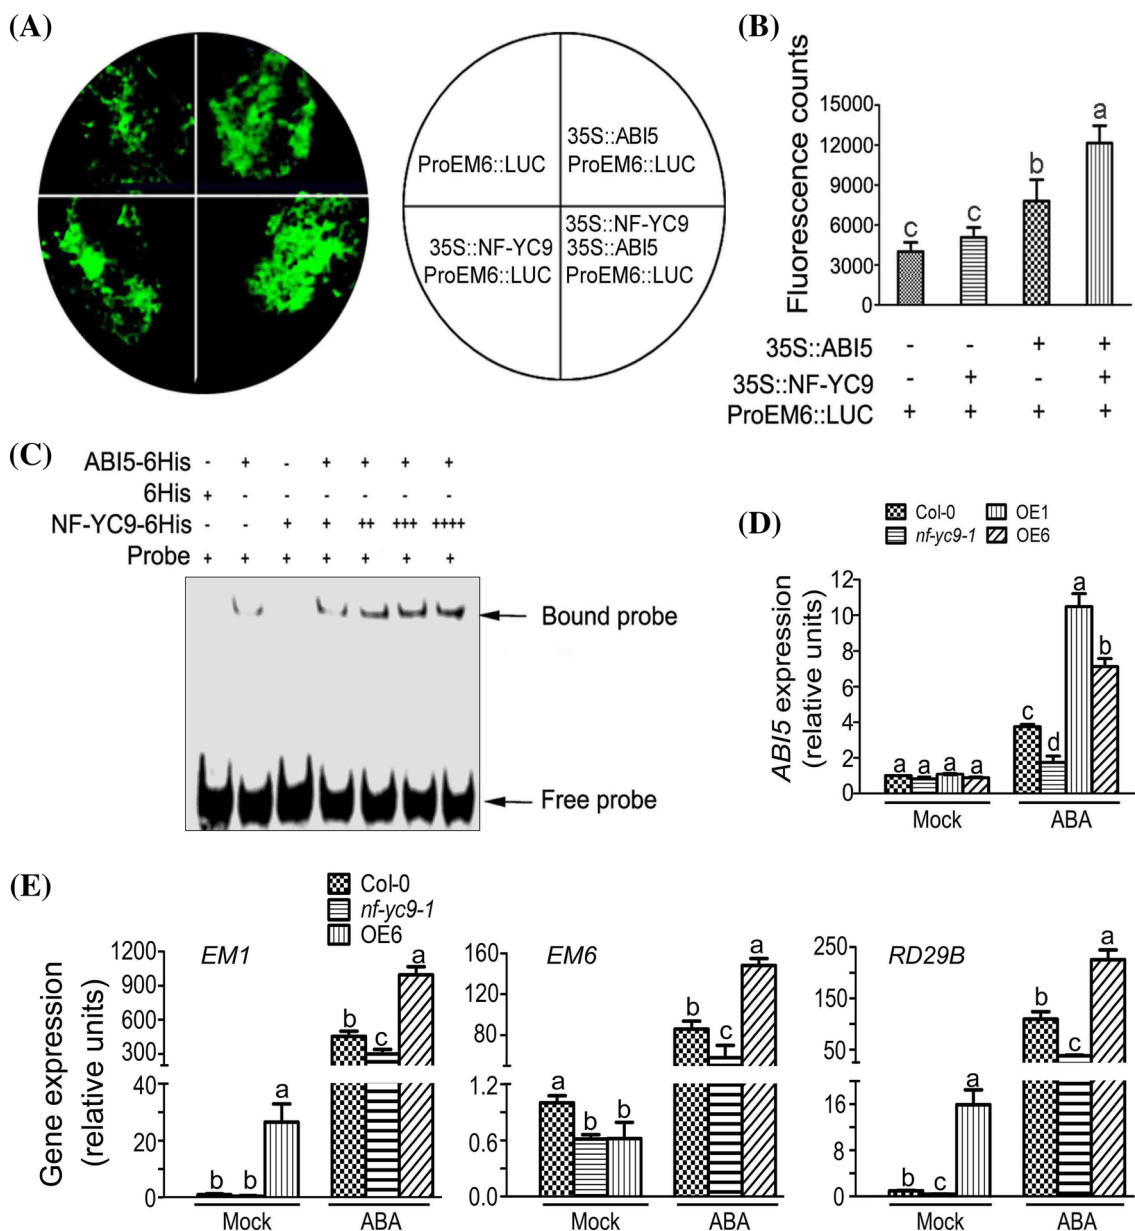 (A)
ProEM6::LUC
35S::ABI5
ProEM6::LUC
35S::NF-YC9
ProEM6::LUC
35S::NF-YC9
35S::ABI5
ProEM6::LUC
(B)
Fluorescence counts
15000
12000
9000
6000
3000
0
c c b a
35S::ABI5 - - + +
35S::NF-YC9 - + - +
ProEM6::LUC + + + +
(C)
ABI5-6His - + - + + + +
6His + - - - - - -
NF-YC9-6His - - + + ++ +++ ++++
Probe + + + + + + +
Bound probe
Free probe
(D)
Col-0 OE1
nf-yc9-1 OE6
ABI5 expression
(relative units)
12
10
8
6
4
2
0
a a a a c d a b
Mock ABA
(E)
Col-0
nf-yc9-1
OE6
Gene expression
(relative units)
EM1
1200
900
600
300
40
20
0
b b a b c a
Mock ABA
EM6
160
80
1.2
0.6
0.0
a b b b c a
Mock ABA
RD29B
250
150
50
16
8
0
b c a b c a
Mock ABA